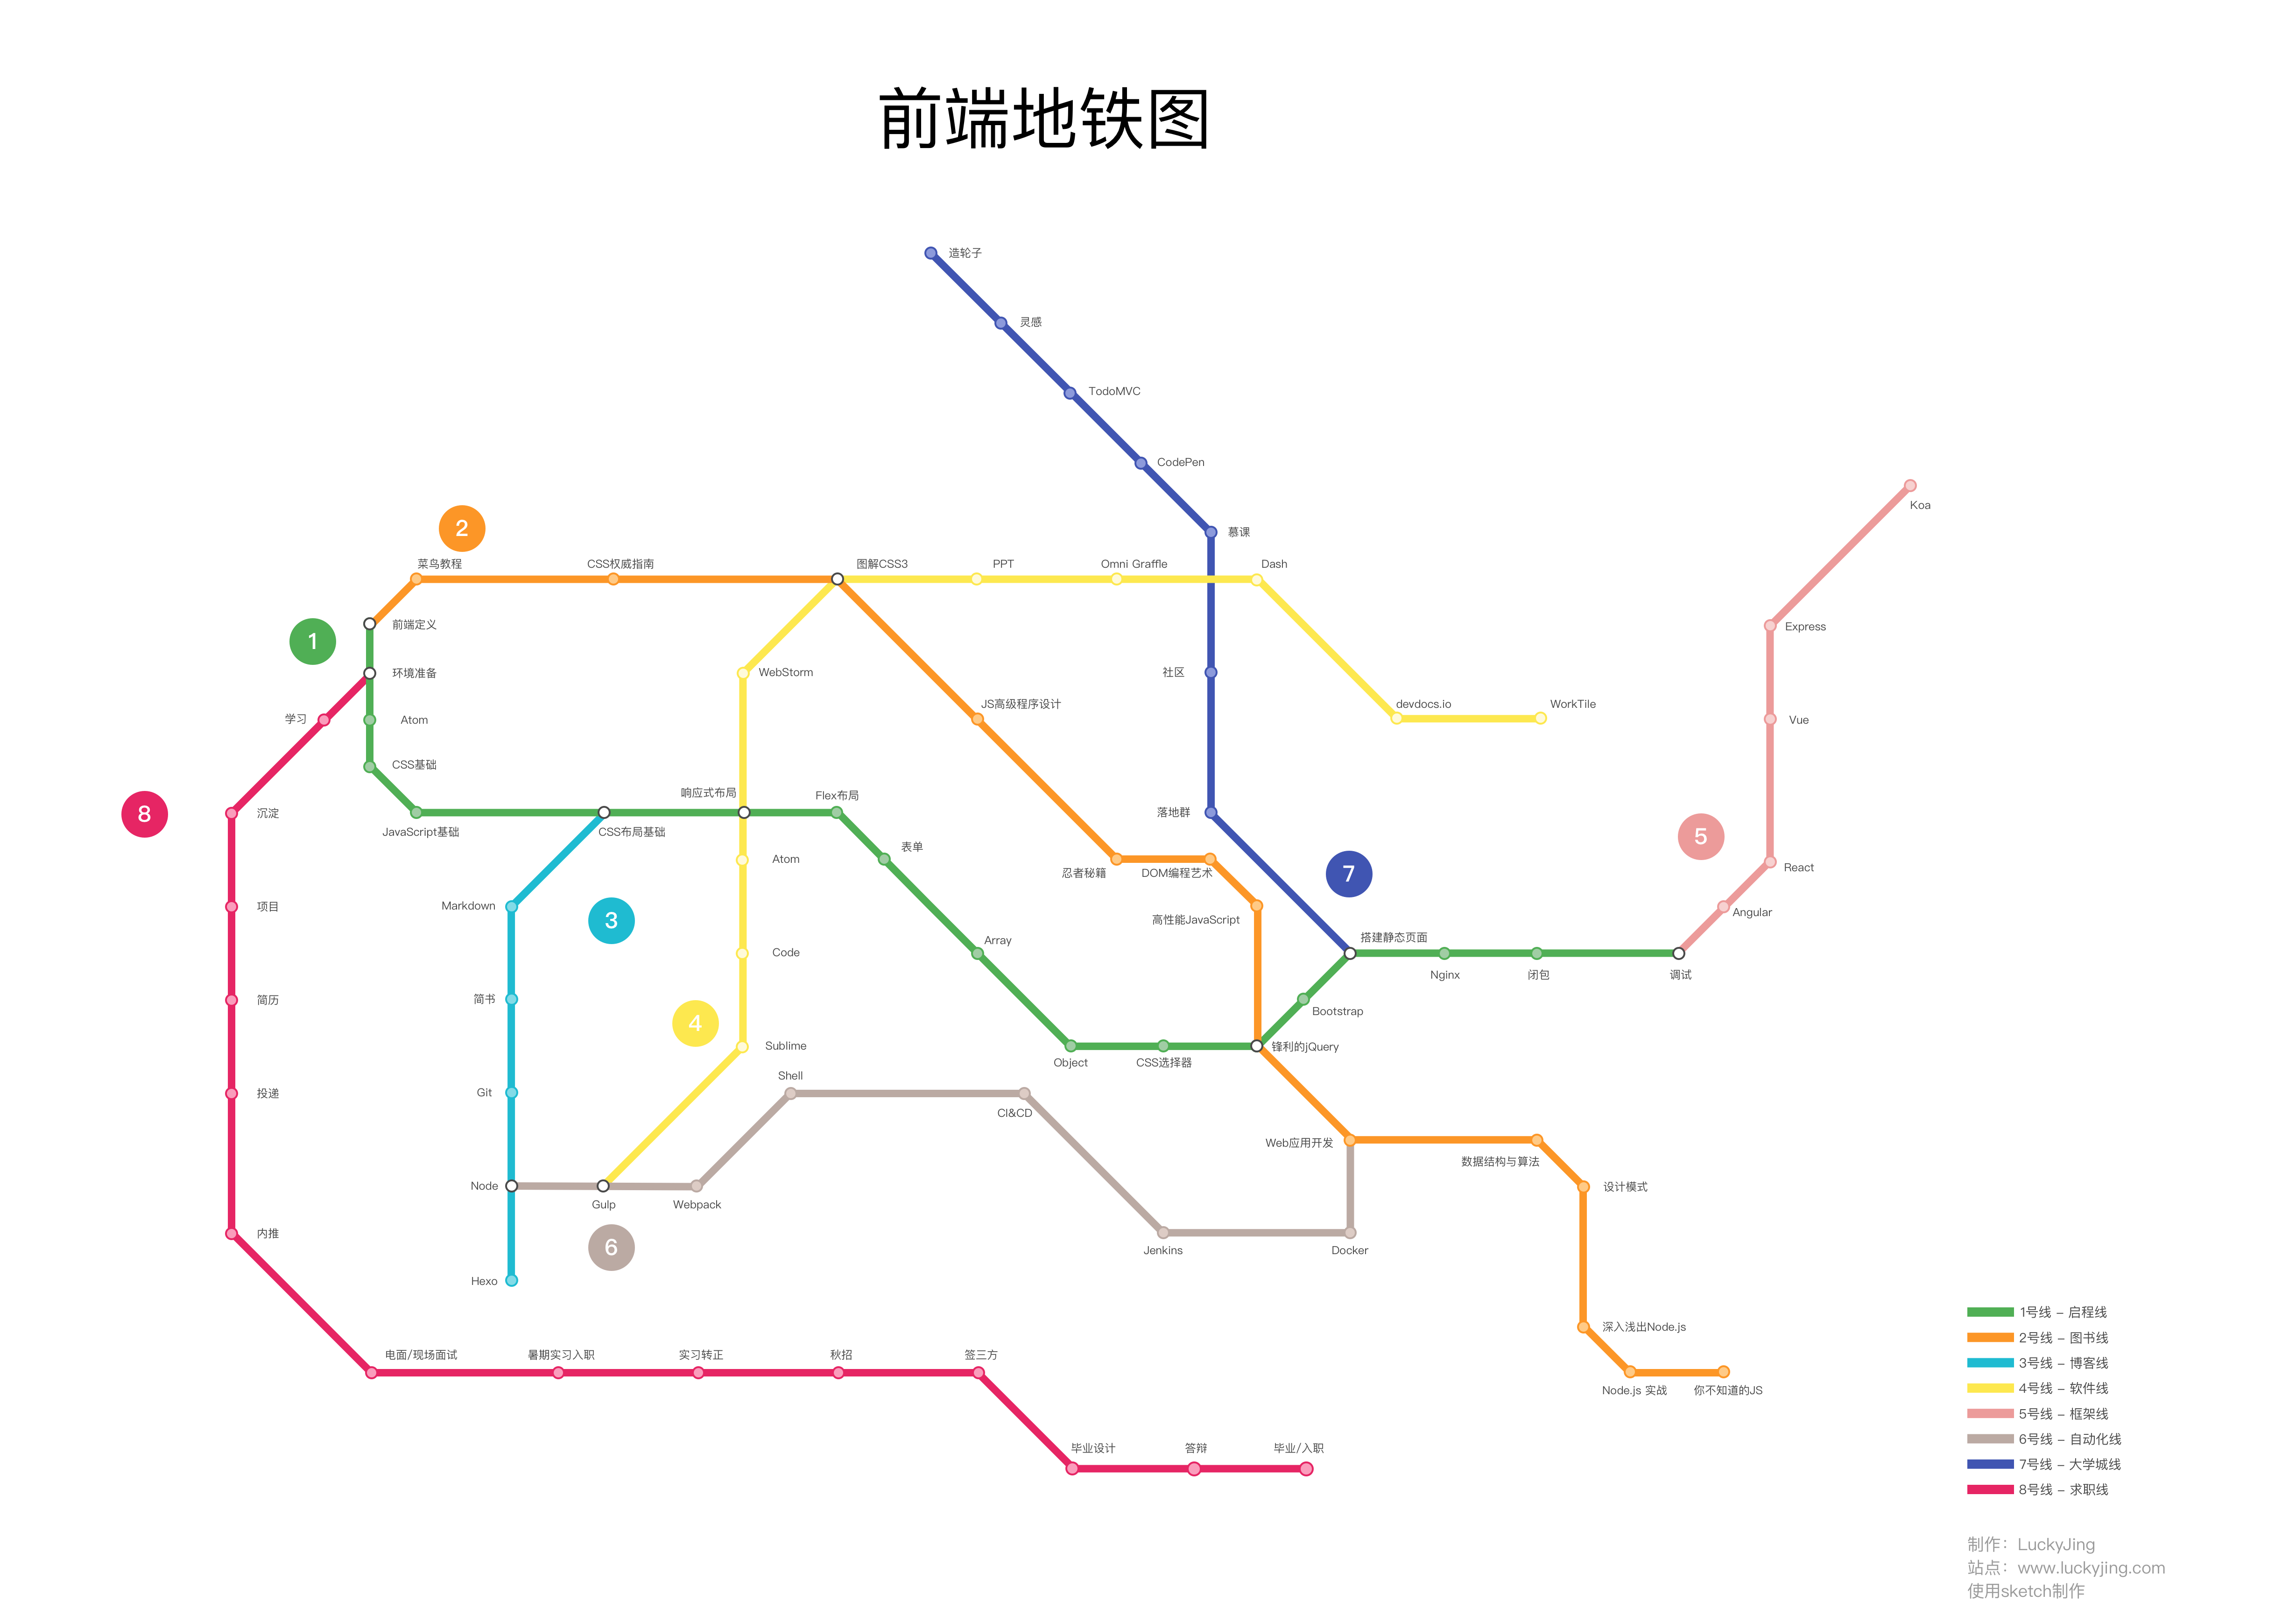 前端地铁图
造轮子
灵感
TodoMVC
CodePen
Koa
2
慕课
菜鸟教程
CSS权威指南
图解CSS3
PPT
Omni Graffle
Dash
前端定义
Express
1
环境准备
WebStorm
社区
学习
Atom
JS高级程序设计
devdocs.io
WorkTile
Vue
CSS基础
响应式布局
Flex布局
8
沉淀
落地群
JavaScript基础
CSS布局基础
5
表单
Atom
忍者秘籍
DOM编程艺术
7
React
项目
Markdown
3
高性能JavaScript
Angular
Array
搭建静态页面
Code
Nginx
闭包
调试
简历
简书
4
Bootstrap
Sublime
锋利的jQuery
Object
CSS选择器
Shell
投递
Git
CI&CD
Web应用开发
数据结构与算法
Node
设计模式
Gulp
Webpack
内推
6
Jenkins
Docker
Hexo
1号线 – 启程线
深入浅出Node.js
2号线 – 图书线
电面/现场面试
暑期实习入职
实习转正
秋招
签三方
3号线 – 博客线
Node.js 实战
你不知道的JS
4号线 – 软件线
5号线 – 框架线
6号线 – 自动化线
毕业设计
答辩
毕业/入职
7号线 – 大学城线
8号线 – 求职线
制作：LuckyJing
站点：www.luckyjing.com
使用sketch制作